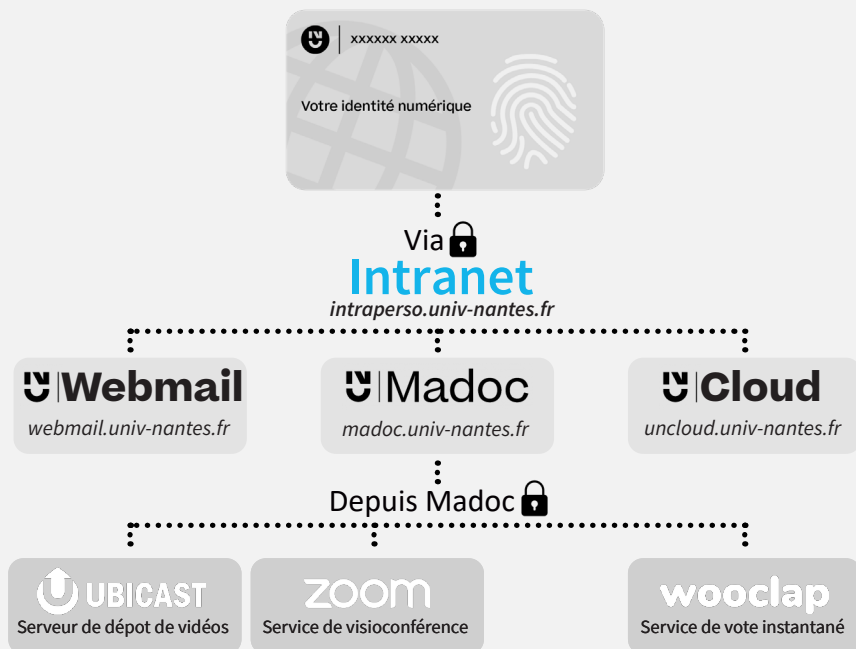 xxxxxx xxxxx
Votre identité numérique
Via
Intranet
intraperso.univ-nantes.fr
Webmail
webmail.univ-nantes.fr
Madoc
madoc.univ-nantes.fr
Cloud
uncloud.univ-nantes.fr
Depuis Madoc
UBICAST
Serveur de dépot de vidéos
zoom
Service de visioconférence
wooclap
Service de vote instantané